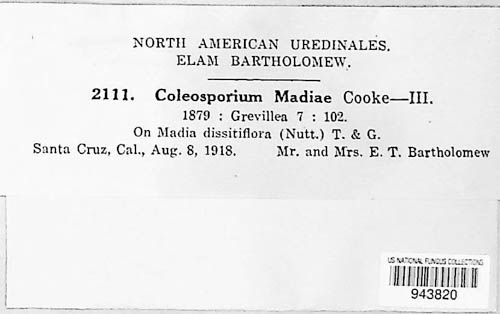 NORTH AMERICAN UREDINALES.
ELAM BARTHOLOMEW.
2111. Coleosporium Madiae Cooke—III.
1879 : Grevillea 7 : 102.
On Madia dissitiflora (Nutt.) T. & G.
Santa Cruz, Cal., Aug. 8, 1918. Mr. and Mrs. E. T. Bartholomew
US NATIONAL FUNGUS COLLECTIONS
943820